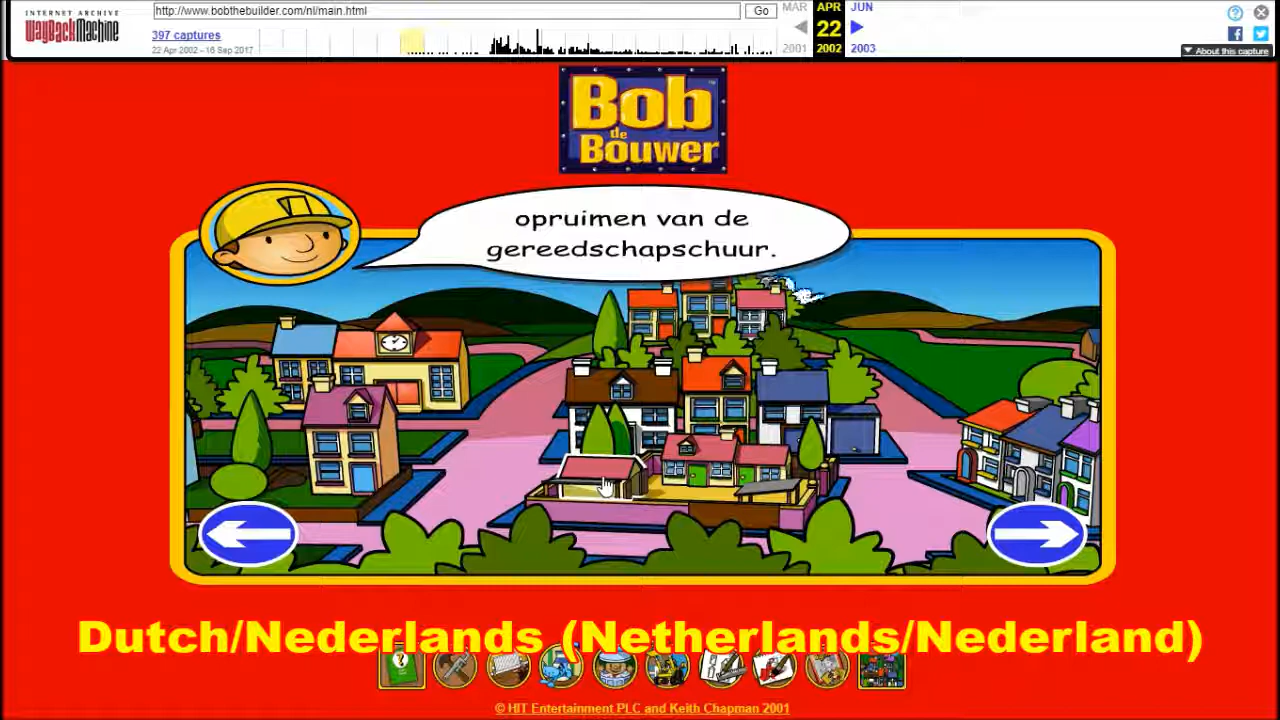 INTERNET ARCHIVE
WayBackMachine
http://www.bobthebuilder.com/nl/main.html
Go
397 captures
22 Apr 2002 - 16 Sep 2017
MAR APR JUN
22
2001 2002 2003
About this capture
Bob
de
Bouwer
opruimen van de
gereedschapschuur.
Dutch/Nederlands (Netherlands/Nederland)
© HIT Entertainment PLC and Keith Chapman 2001